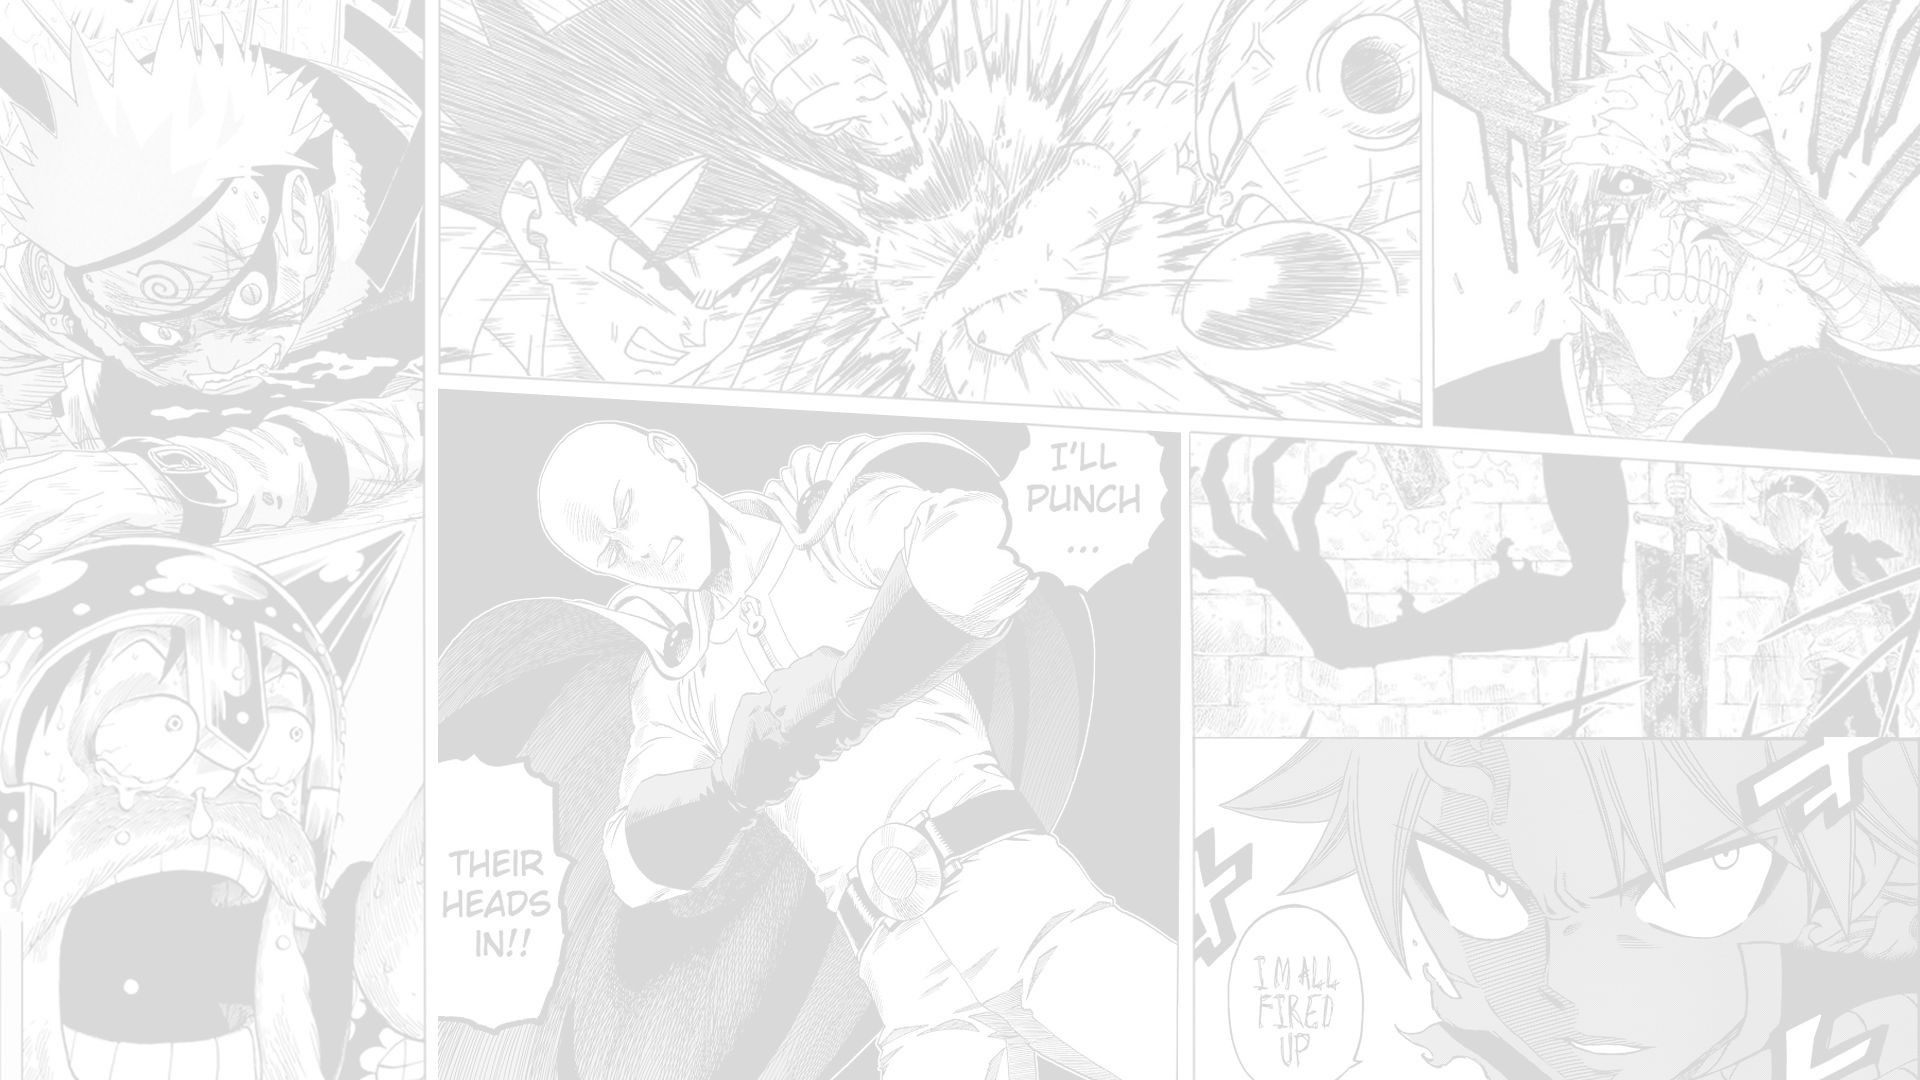 I'LL
PUNCH
...
THEIR
HEADS
IN!!
I'M ALL
FIRED
UP